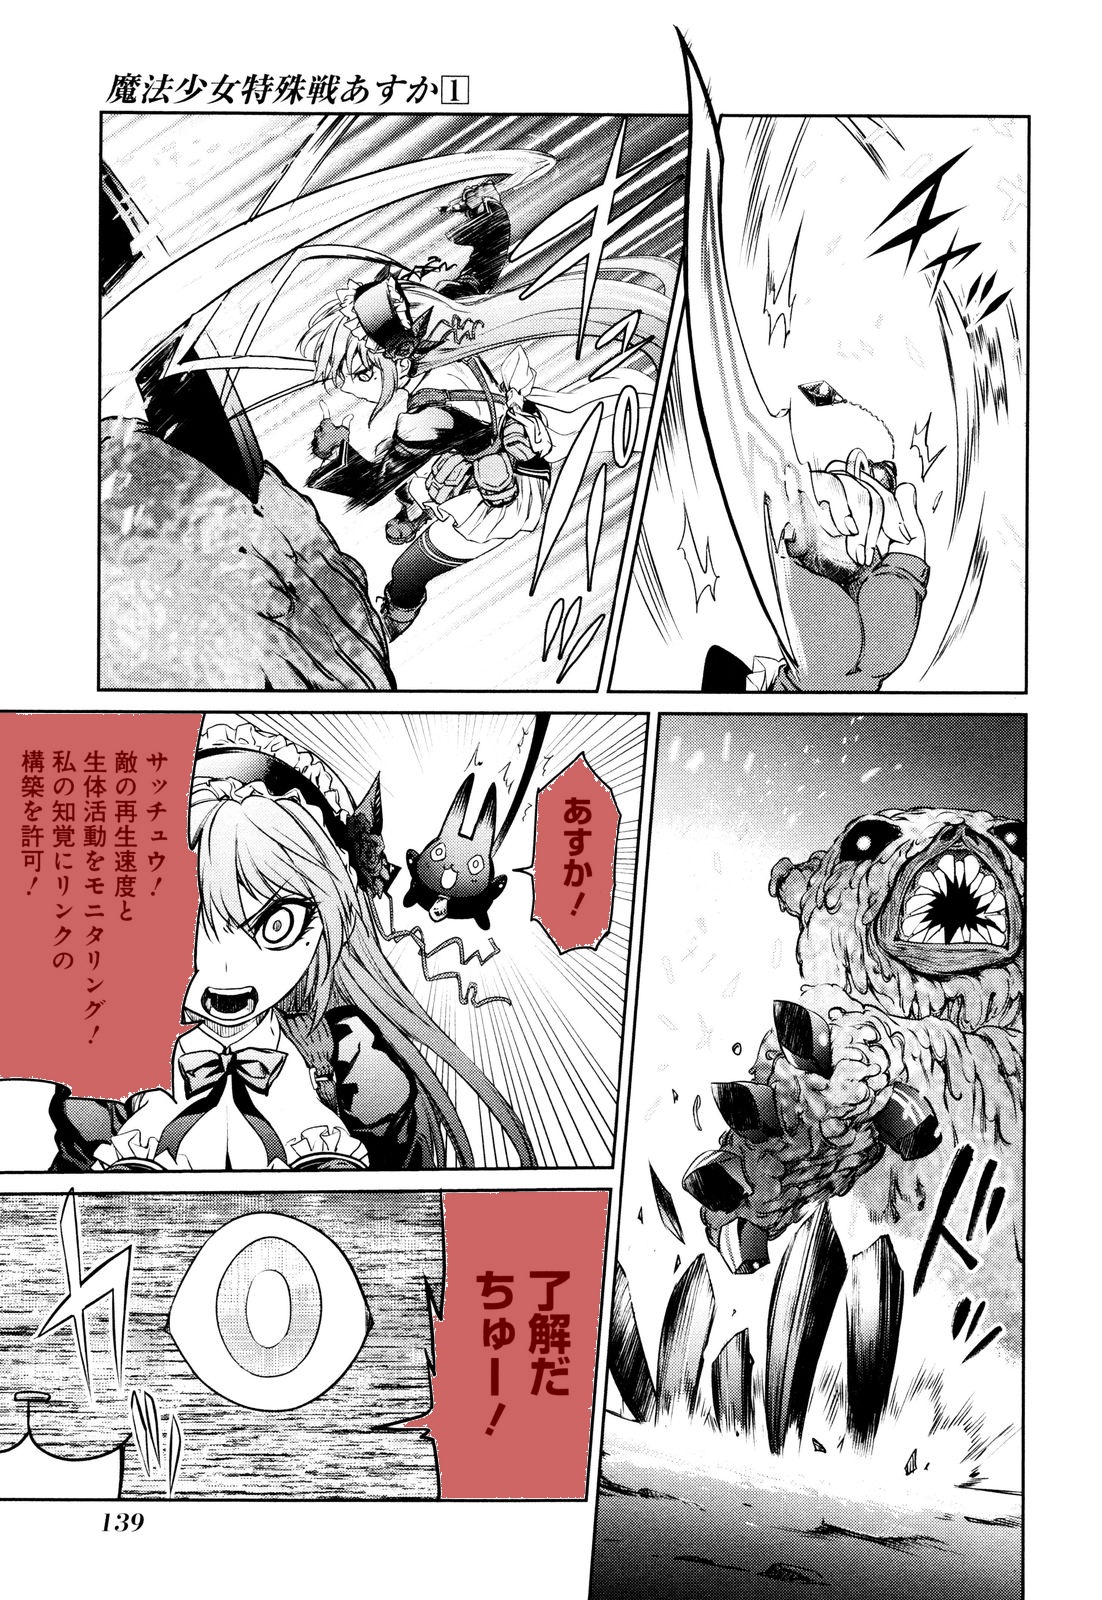 魔法少女特殊戦あすか1
あすか!
サッチュウ!
敵の再生速度と
生体活動をモニタリング!
私の知覚にリンクの
構築を許可!
ドッ
了解だ
ちゅー!
139